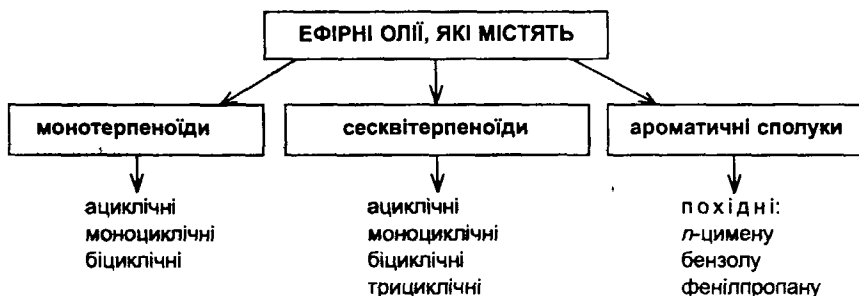 ЕФІРНІ ОЛІЇ, ЯКІ МІСТЯТЬ
монотерпеноїди
ациклічні
моноциклічні
біциклічні
сесквітерпеноїди
ациклічні
моноциклічні
біциклічні
трициклічні
ароматичні сполуки
похідні:
п-цимену
бензолу
фенілпропану